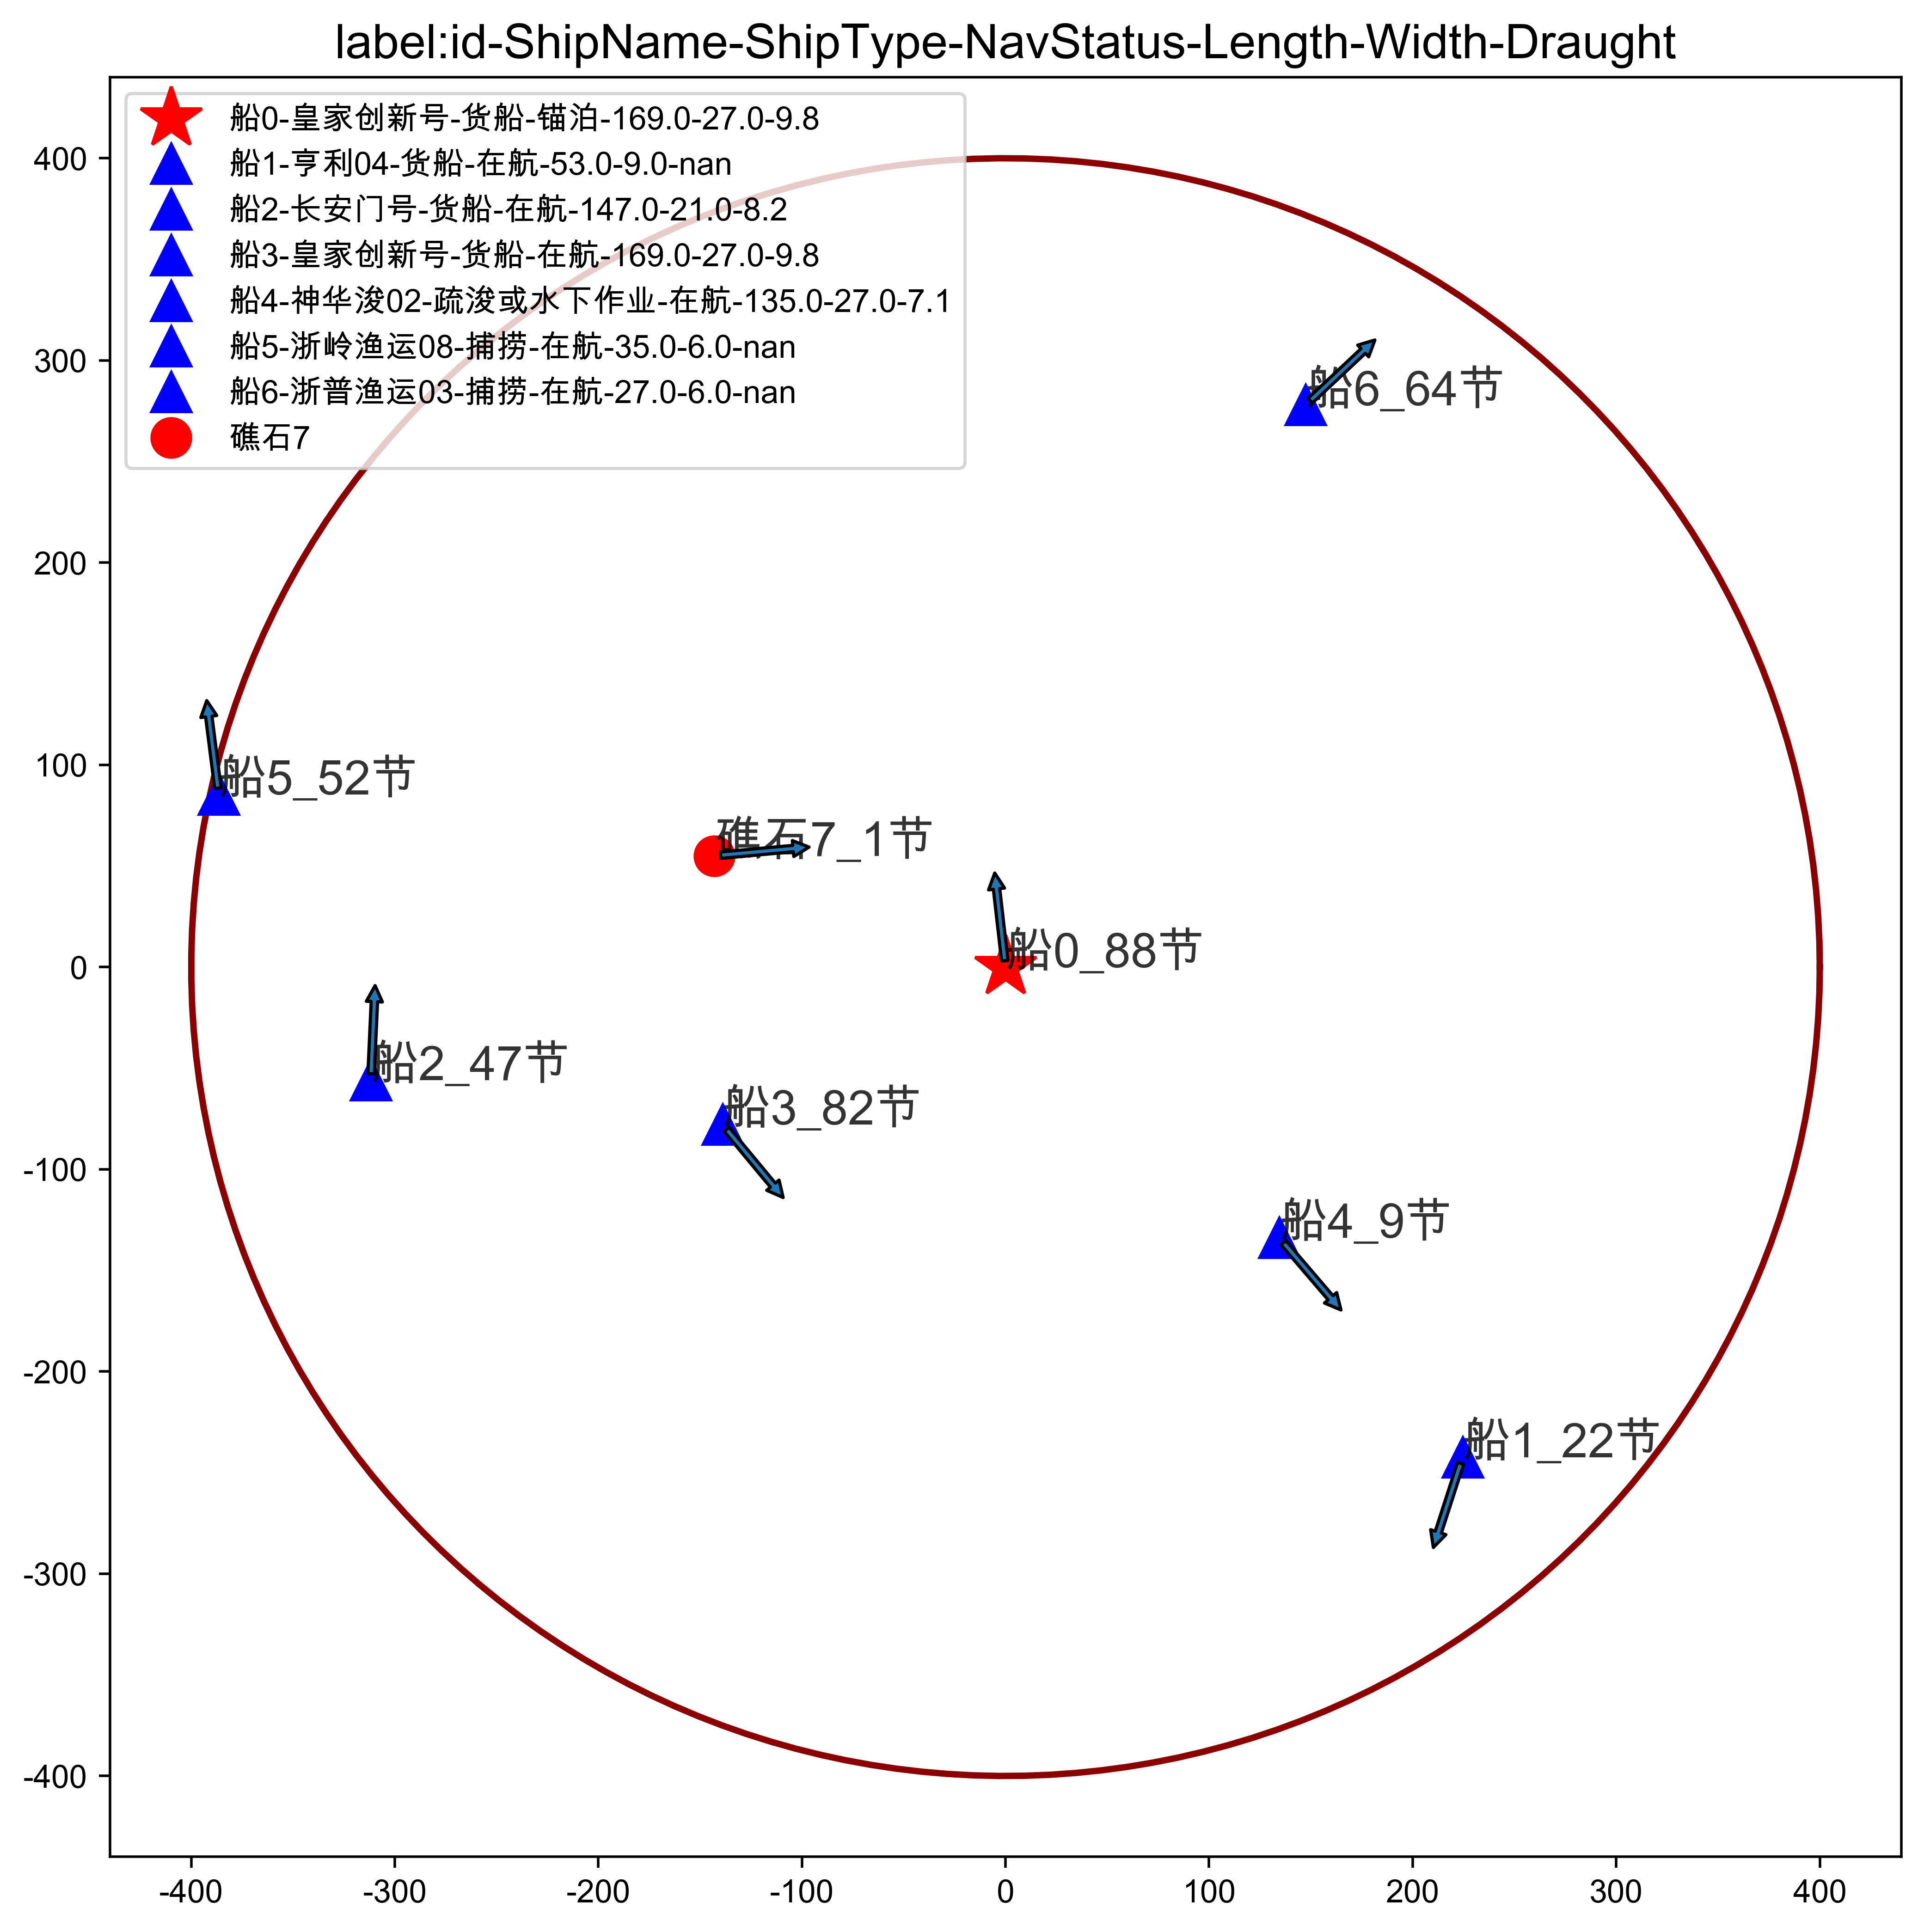 label:id-ShipName-ShipType-NavStatus-Length-Width-Draught
船0-皇家创新号-货船-锚泊-169.0-27.0-9.8
船1-亨利04-货船-在航-53.0-9.0-nan
船2-长安门号-货船-在航-147.0-21.0-8.2
船3-皇家创新号-货船-在航-169.0-27.0-9.8
船4-神华浚02-疏浚或水下作业-在航-135.0-27.0-7.1
船5-浙岭渔运08-捕捞-在航-35.0-6.0-nan
船6-浙普渔运03-捕捞-在航-27.0-6.0-nan
礁石7
400
300
200
100
0
-100
-200
-300
-400
船6_64节
船5_52节
礁石7_1节
船0_88节
船2_47节
船3_82节
船4_9节
船1_22节
-400 -300 -200 -100 0 100 200 300 400